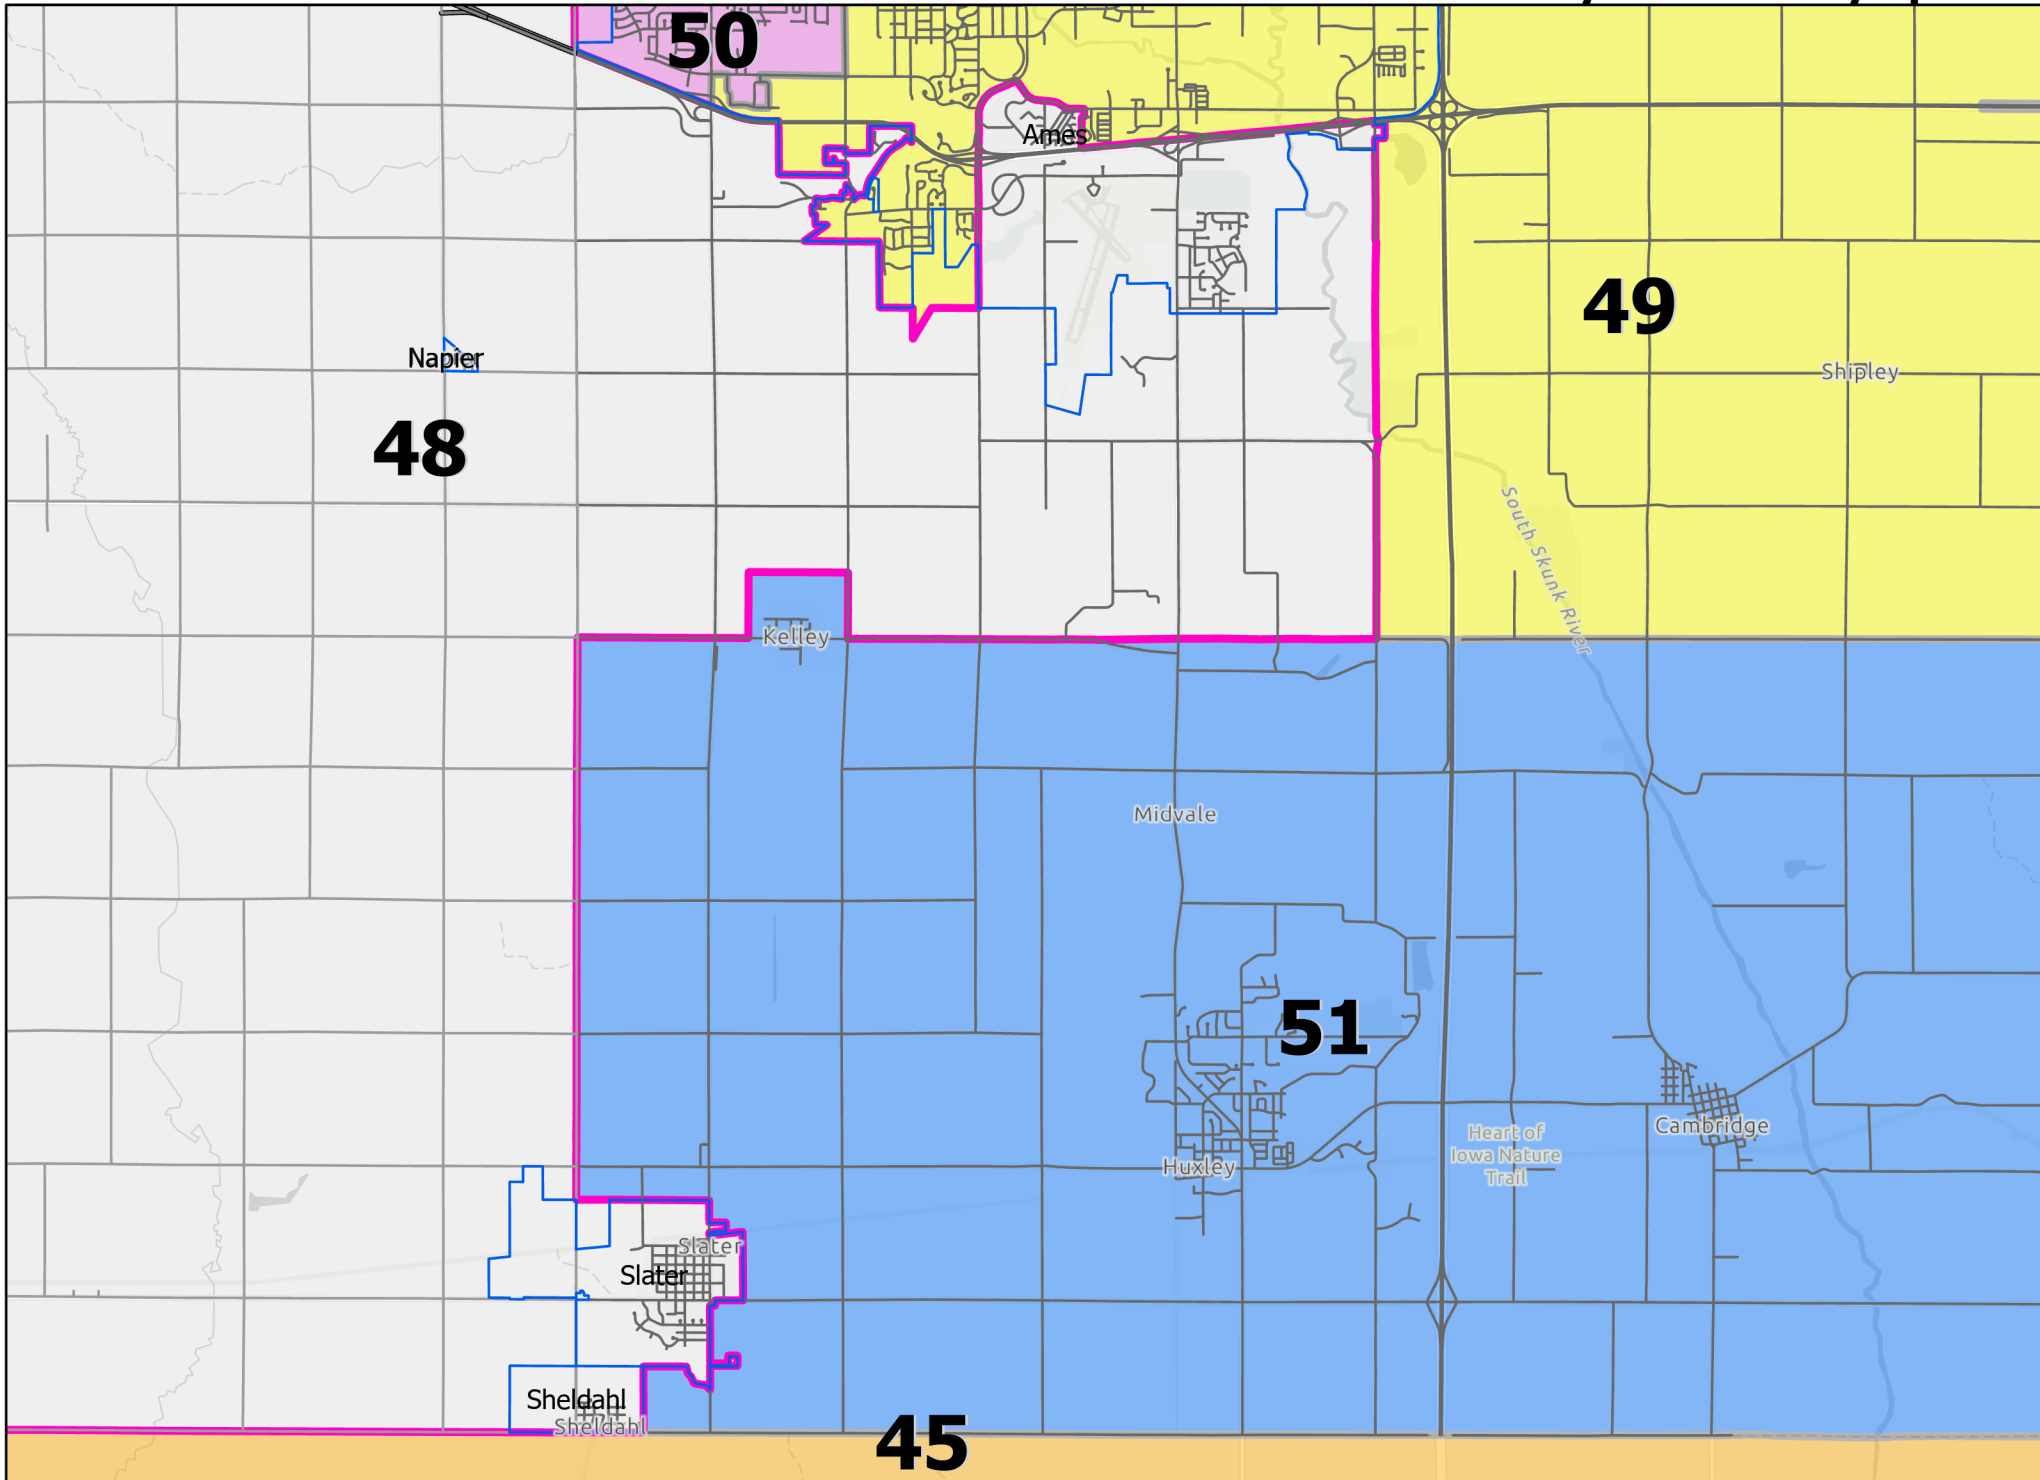 50
Ames
49
Napier
Shipley
48
South Skunk River
Kelley
Midvale
51
Cambridge
Heart of
Iowa Nature
Trail
Huxley
Slater
Slater
Sheldahl
Sheldahl
45